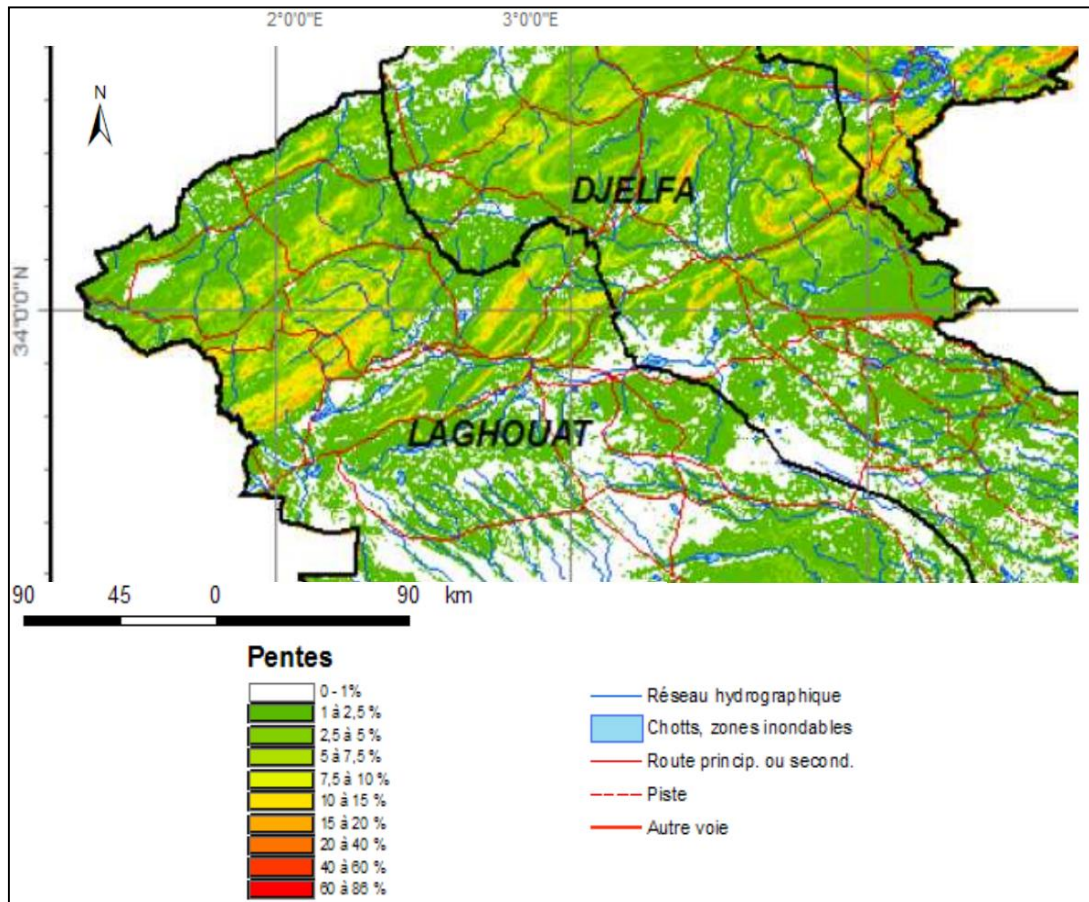 2°0'0"E 3°0'0"E
N
DJELFA
34°0'0"N
LAGHOUAT
90 45 0 90 km
Pentes
0 - 1%
1 à 2,5 %
2,5 à 5 %
5 à 7,5 %
7,5 à 10 %
10 à 15 %
15 à 20 %
20 à 40 %
40 à 60 %
60 à 86 %
Réseau hydrographique
Chotts, zones inondables
Route princip. ou second.
Piste
Autre voie